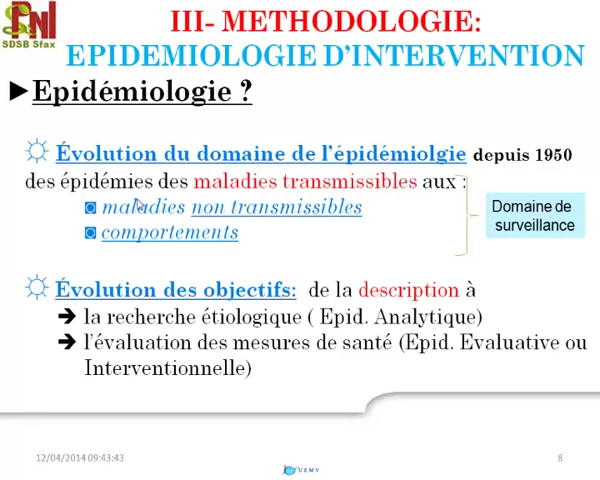 PNI
SDSB Sfax
III- METHODOLOGIE:
EPIDEMIOLOGIE D’INTERVENTION
►Epidémiologie ?
Évolution du domaine de l’épidémiolgie depuis 1950
des épidémies des maladies transmissibles aux :
maladies non transmissibles
comportements
Domaine de
surveillance
Évolution des objectifs: de la description à
➔ la recherche étiologique ( Epid. Analytique)
➔ l’évaluation des mesures de santé (Epid. Evaluative ou
Interventionnelle)
12/04/2014 09:43:43
8
UEMV